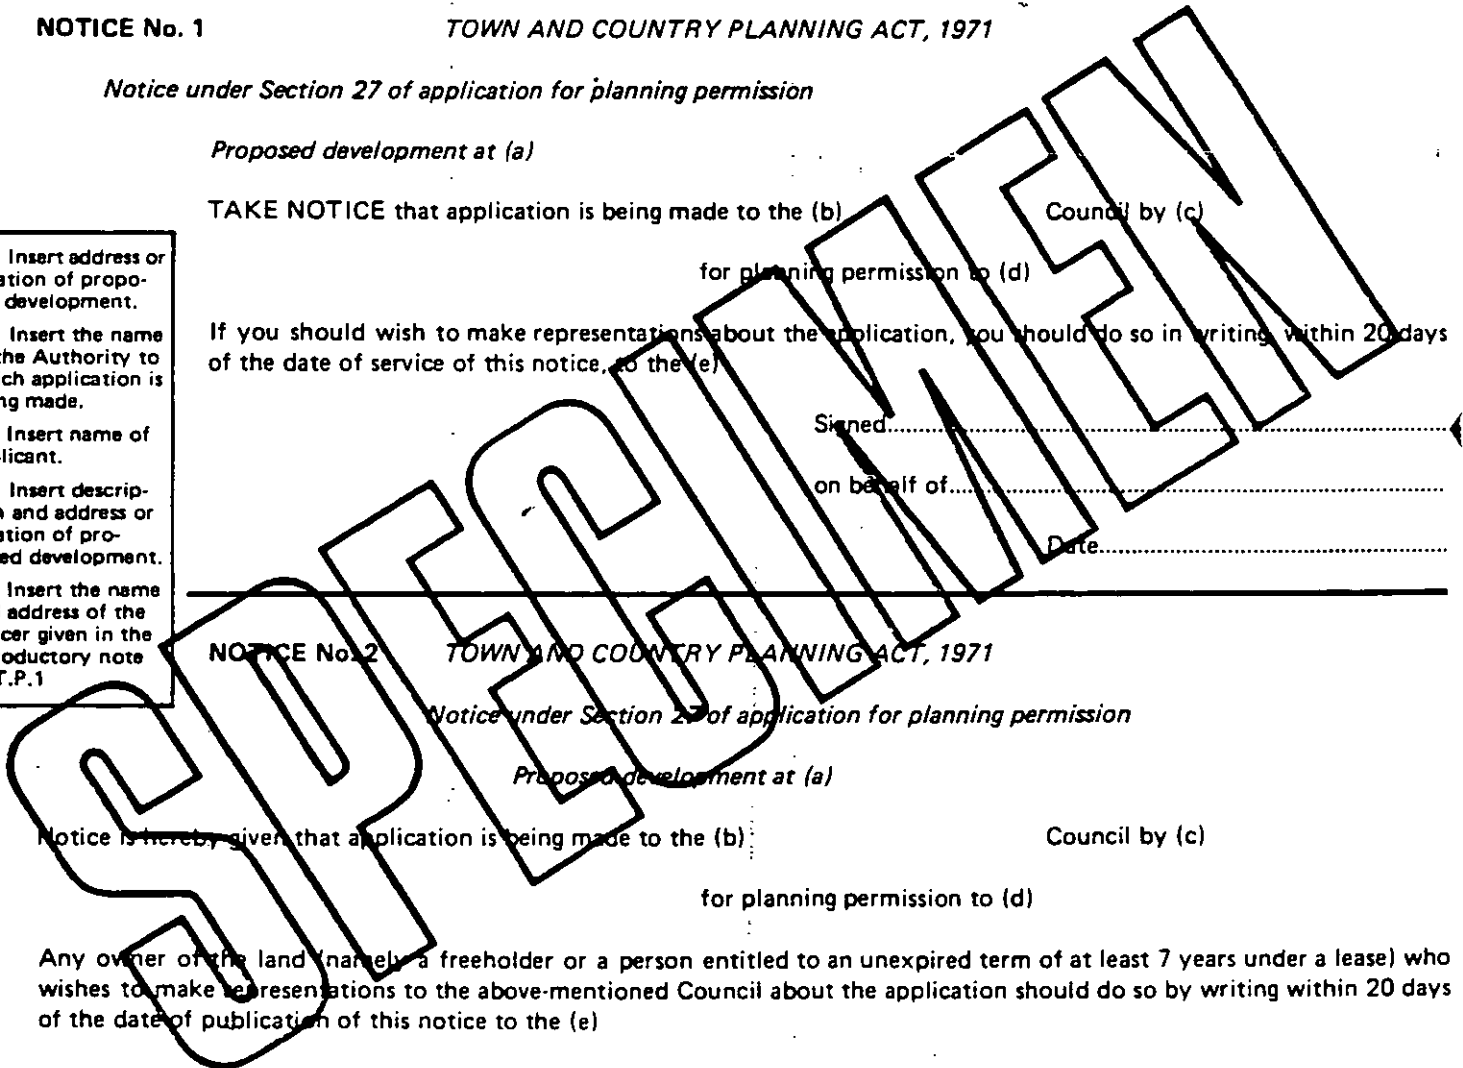 NOTICE No. 1 TOWN AND COUNTRY PLANNING ACT, 1971
Notice under Section 27 of application for planning permission
Proposed development at (a)
TAKE NOTICE that application is being made to the (b) Council by (c)
for planning permission to (d)
If you should wish to make representations about the application, you should do so in writing, within 20 days
of the date of service of this notice, to the (e)
Signed
on behalf of
Date
Insert address or
ation of propo-
development.
Insert the name
the Authority to
ch application is
ng made.
Insert name of
licant.
Insert descrip-
and address or
ation of pro-
ed development.
Insert the name
address of the
cer given in the
oductory note
T.P.1
NOTICE No. 2 TOWN AND COUNTRY PLANNING ACT, 1971
Notice under Section 27 of application for planning permission
Proposed development at (a)
Notice is hereby given that application is being made to the (b) Council by (c)
for planning permission to (d)
Any owner of the land (namely a freeholder or a person entitled to an unexpired term of at least 7 years under a lease) who
wishes to make representations to the above-mentioned Council about the application should do so by writing within 20 days
of the date of publication of this notice to the (e)
SPECIMEN